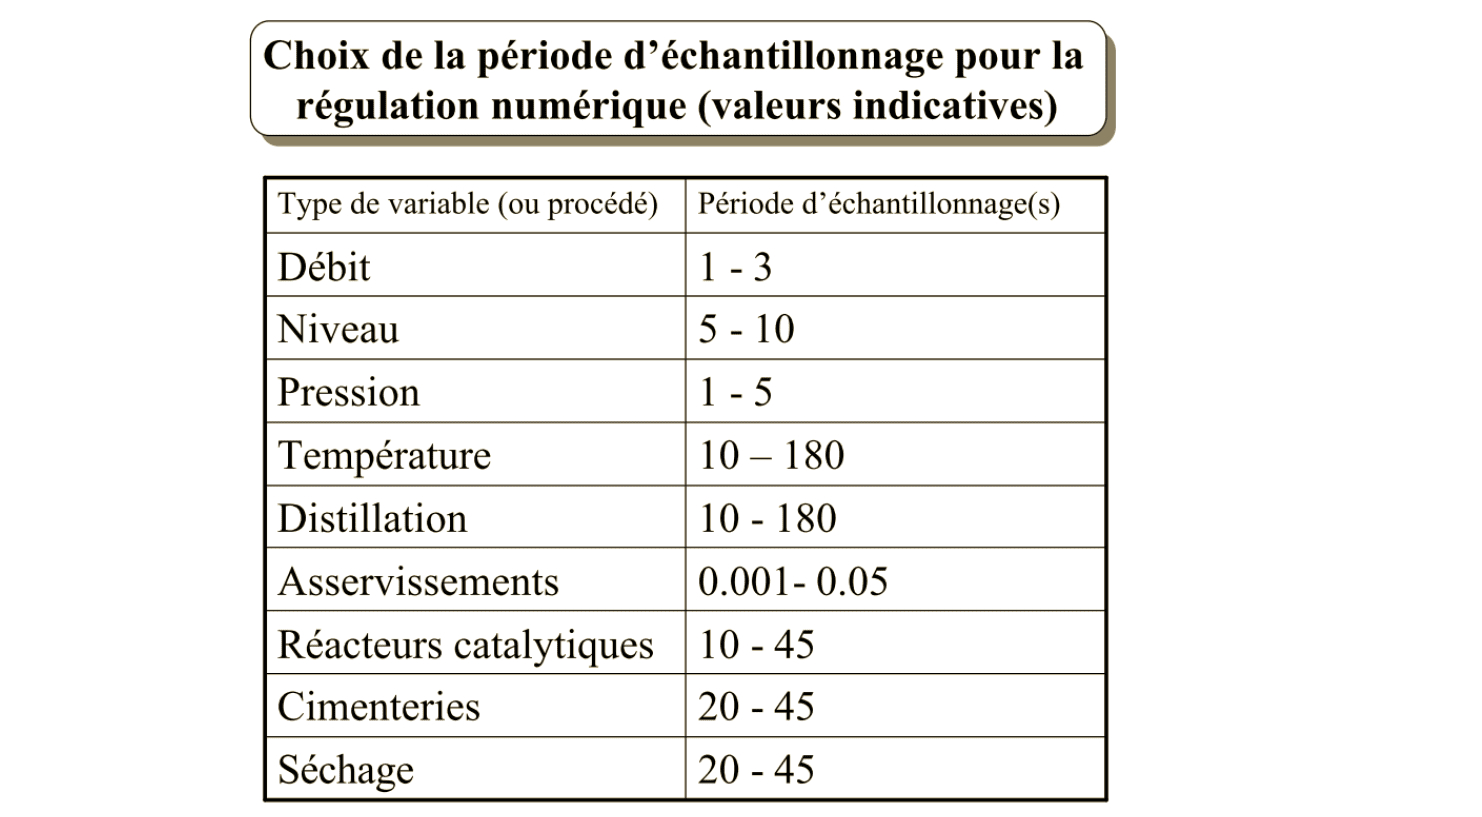 Choix de la période d’échantillonnage pour la
régulation numérique (valeurs indicatives)
Type de variable (ou procédé) Période d’échantillonnage(s)
Débit 1 - 3
Niveau 5 - 10
Pression 1 - 5
Température 10 – 180
Distillation 10 - 180
Asservissements 0.001- 0.05
Réacteurs catalytiques 10 - 45
Cimenteries 20 - 45
Séchage 20 - 45